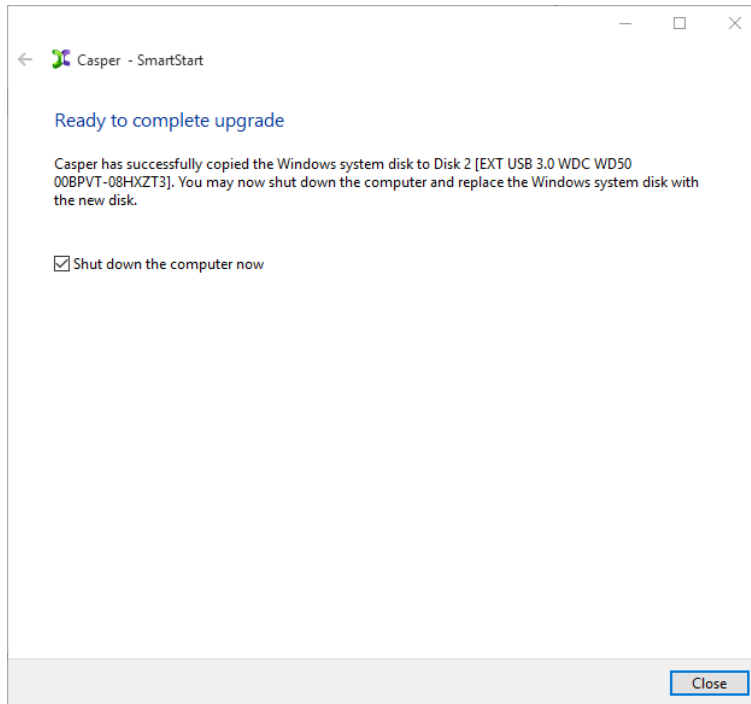 Casper - SmartStart
Ready to complete upgrade
Casper has successfully copied the Windows system disk to Disk 2 [EXT USB 3.0 WDC WD50
00BPVT-08HXZT3]. You may now shut down the computer and replace the Windows system disk with
the new disk.
Shut down the computer now
Close